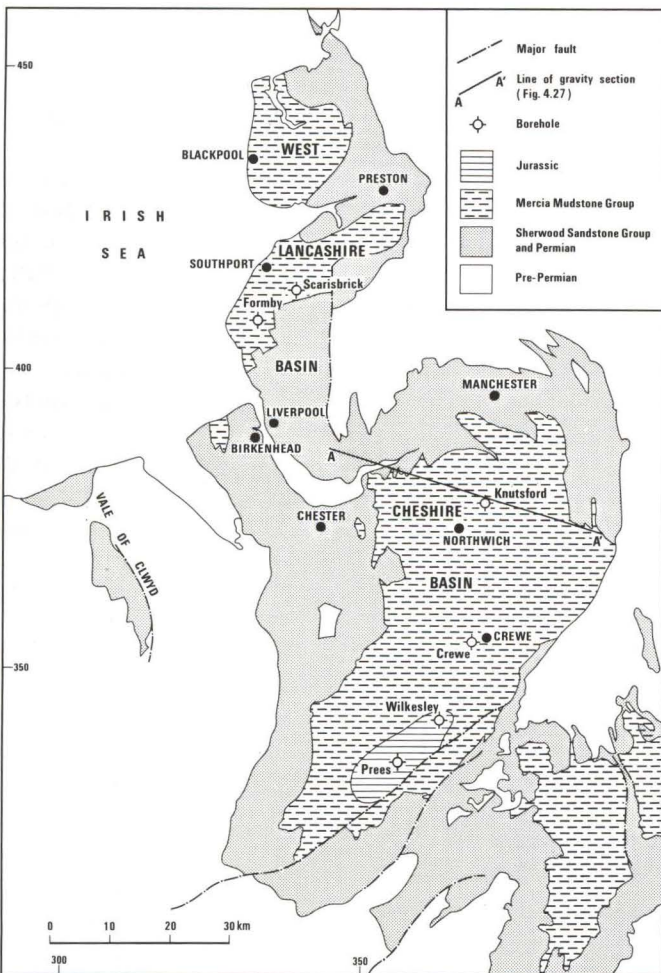 450
400
350
300
350
Major fault
A A'
Line of gravity section
( Fig. 4.27 )
Borehole
Jurassic
Mercia Mudstone Group
Sherwood Sandstone Group
and Permian
Pre-Permian
WEST
BLACKPOOL
PRESTON
IRISH
SEA
LANCASHIRE
SOUTHPORT
Scarisbrick
Formby
BASIN
MANCHESTER
LIVERPOOL
BIRKENHEAD
A
Knutsford
CHESHIRE
CHESTER
NORTHWICH
A'
VALE OF CLWYD
BASIN
CREWE
Crewe
Wilkesley
Prees
0 10 20 30 km